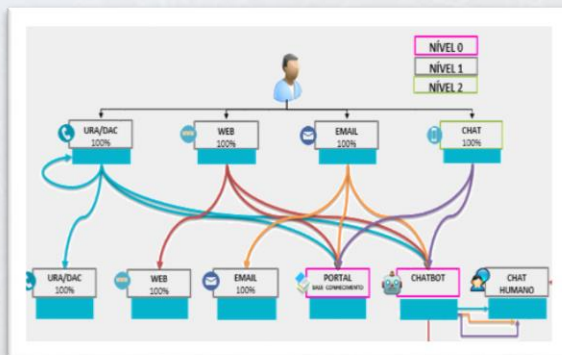 NÍVEL 0
NÍVEL 1
NÍVEL 2
URA/DAC
100%
WEB
100%
EMAIL
100%
CHAT
100%
URA/DAC
100%
WEB
100%
EMAIL
100%
PORTAL
BASE CONHECIMENTO
CHATBOT
CHAT
HUMANO